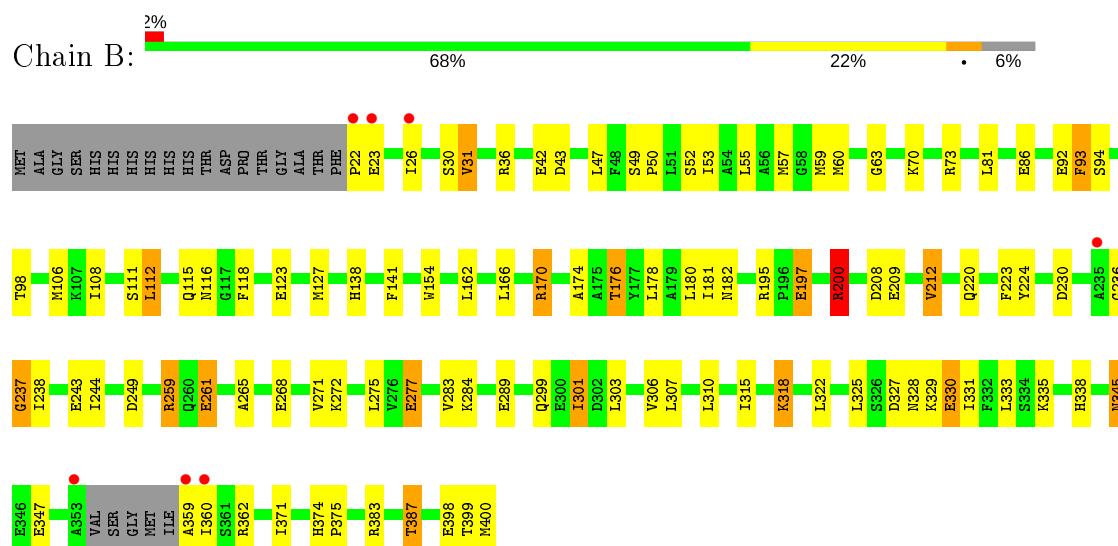 2%
Chain B:
68% 22% • 6%
MET ALA GLY SER HIS HIS HIS HIS HIS HIS THR ASP PRO THR GLY ALA THR PHE P22 E23 I26 S30 V31 R36 E42 D43 L47 F48 S49 P50 L51 S52 I53 A54 L55 A56 M57 G58 M59 M60 G63 K70 R73 L81 E86 E92 F93 S94
T98 M106 K107 I108 S111 L112 Q115 N116 G117 F118 E123 M127 H138 F141 W154 L162 L166 R170 A174 A175 T176 Y177 L178 A179 L180 I181 N182 R195 P196 E197 R200 D208 E209 V212 Q220 F223 Y224 D230 A235 G236
G237 I238 E243 I244 D249 R259 Q260 E261 A265 E268 V271 K272 L275 V276 E277 V283 K284 E289 Q299 E300 I301 D302 L303 V306 L307 L310 I315 K318 L322 L325 S326 D327 N328 K329 E330 I331 F332 L333 S334 K335 H338 N345
E346 E347 A353 VAL SER GLY MET ILE A359 I360 S361 R362 I371 H374 P375 R383 T387 E398 T399 M400